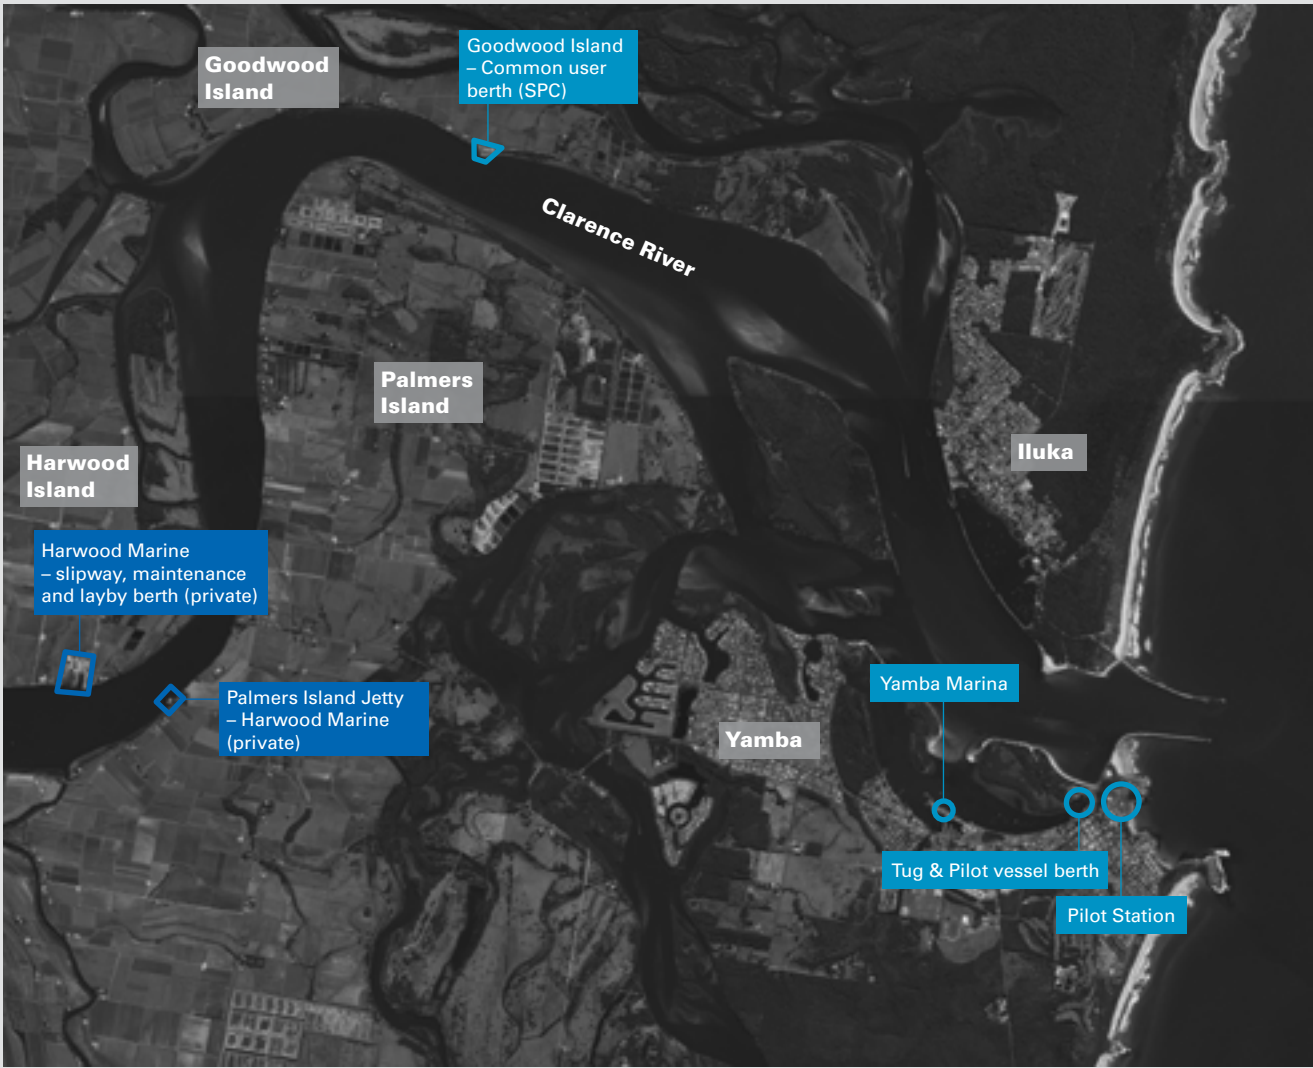 Goodwood
Island
Goodwood Island
– Common user
berth (SPC)
Clarence River
Palmers
Island
Iluka
Harwood
Island
Harwood Marine
– slipway, maintenance
and layby berth (private)
Palmers Island Jetty
– Harwood Marine
(private)
Yamba Marina
Yamba
Tug & Pilot vessel berth
Pilot Station